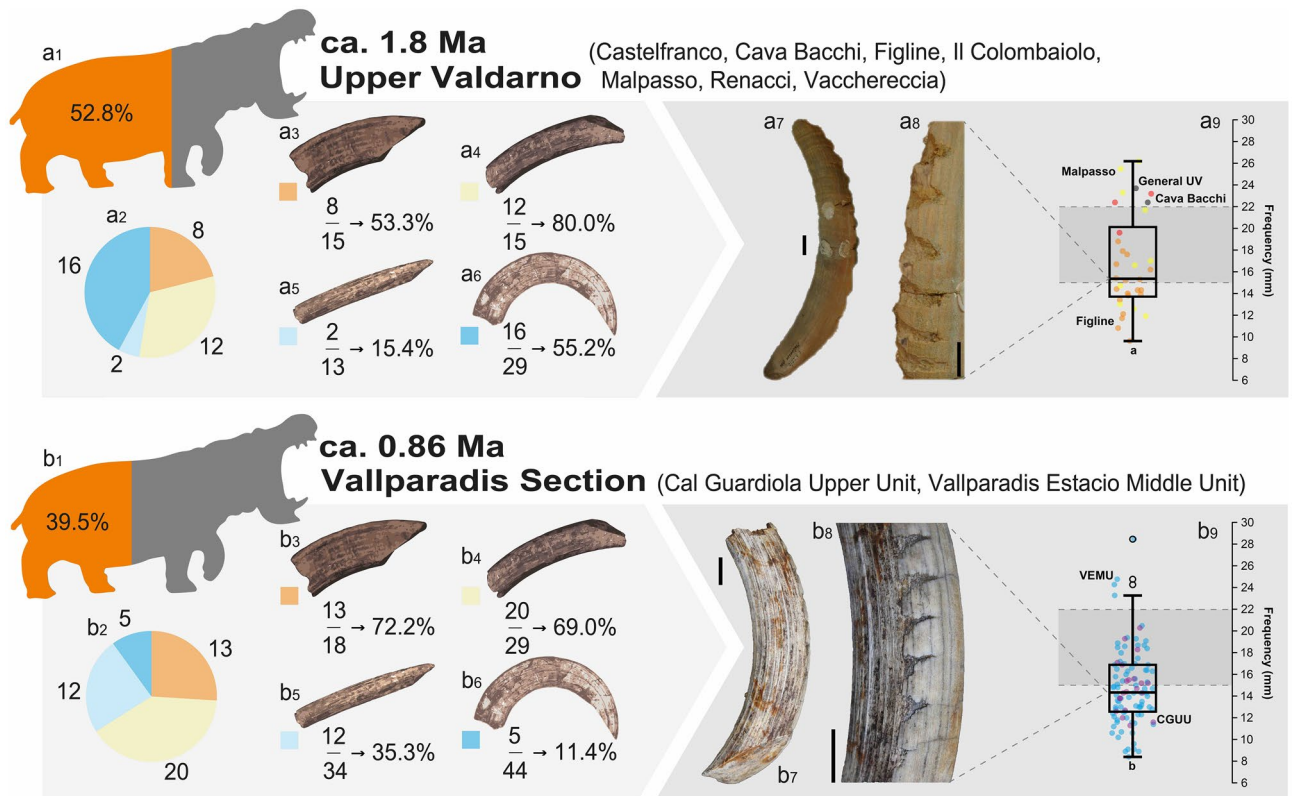 a1
52.8%
ca. 1.8 Ma
Upper Valdarno
(Castelfranco, Cava Bacchi, Figline, Il Colombaiolo,
Malpasso, Renacci, Vacchereccia)
a2
8
12
2
16
a3
8
15
→ 53.3%
a4
12
15
→ 80.0%
a5
2
13
→ 15.4%
a6
16
29
→ 55.2%
a7
a8
a9
Malpasso
General UV
Cava Bacchi
Figline
a
30
28
26
24
22
20
18
16
14
12
10
8
6
Frequency (mm)
b1
39.5%
ca. 0.86 Ma
Vallparadis Section
(Cal Guardiola Upper Unit, Vallparadis Estacio Middle Unit)
b2
5
13
12
20
b3
13
18
→ 72.2%
b4
20
29
→ 69.0%
b5
12
34
→ 35.3%
b6
5
44
→ 11.4%
b7
b8
b9
VEMU
CGUU
b
30
28
26
24
22
20
18
16
14
12
10
8
6
Frequency (mm)